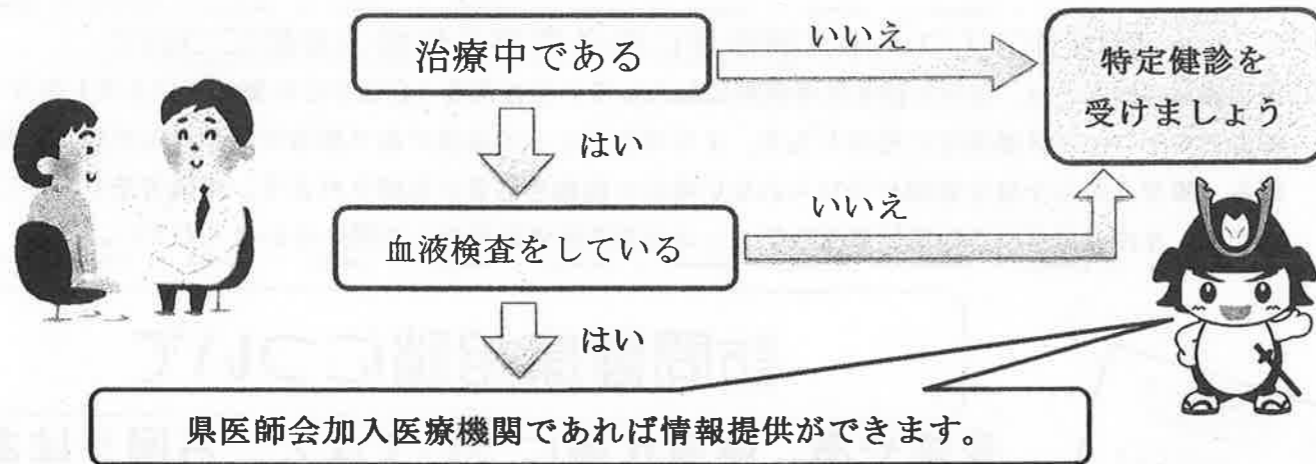 治療中である
いいえ
特定健診を
受けましょう
はい
血液検査をしている
いいえ
はい
県医師会加入医療機関であれば情報提供ができます。